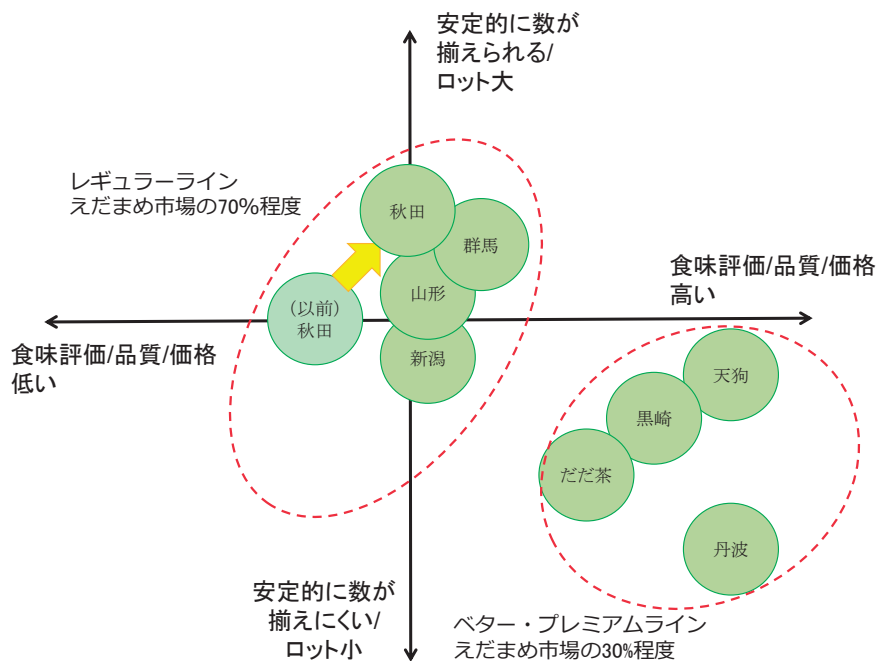 安定的に数が
揃えられる/
ロット大
レギュラーライン
えだまめ市場の70%程度
秋田
群馬
山形
(以前)
秋田
新潟
食味評価/品質/価格
高い
食味評価/品質/価格
低い
天狗
黒崎
だだ茶
丹波
安定的に数が
揃えにくい/
ロット小
ベター・プレミアムライン
えだまめ市場の30%程度